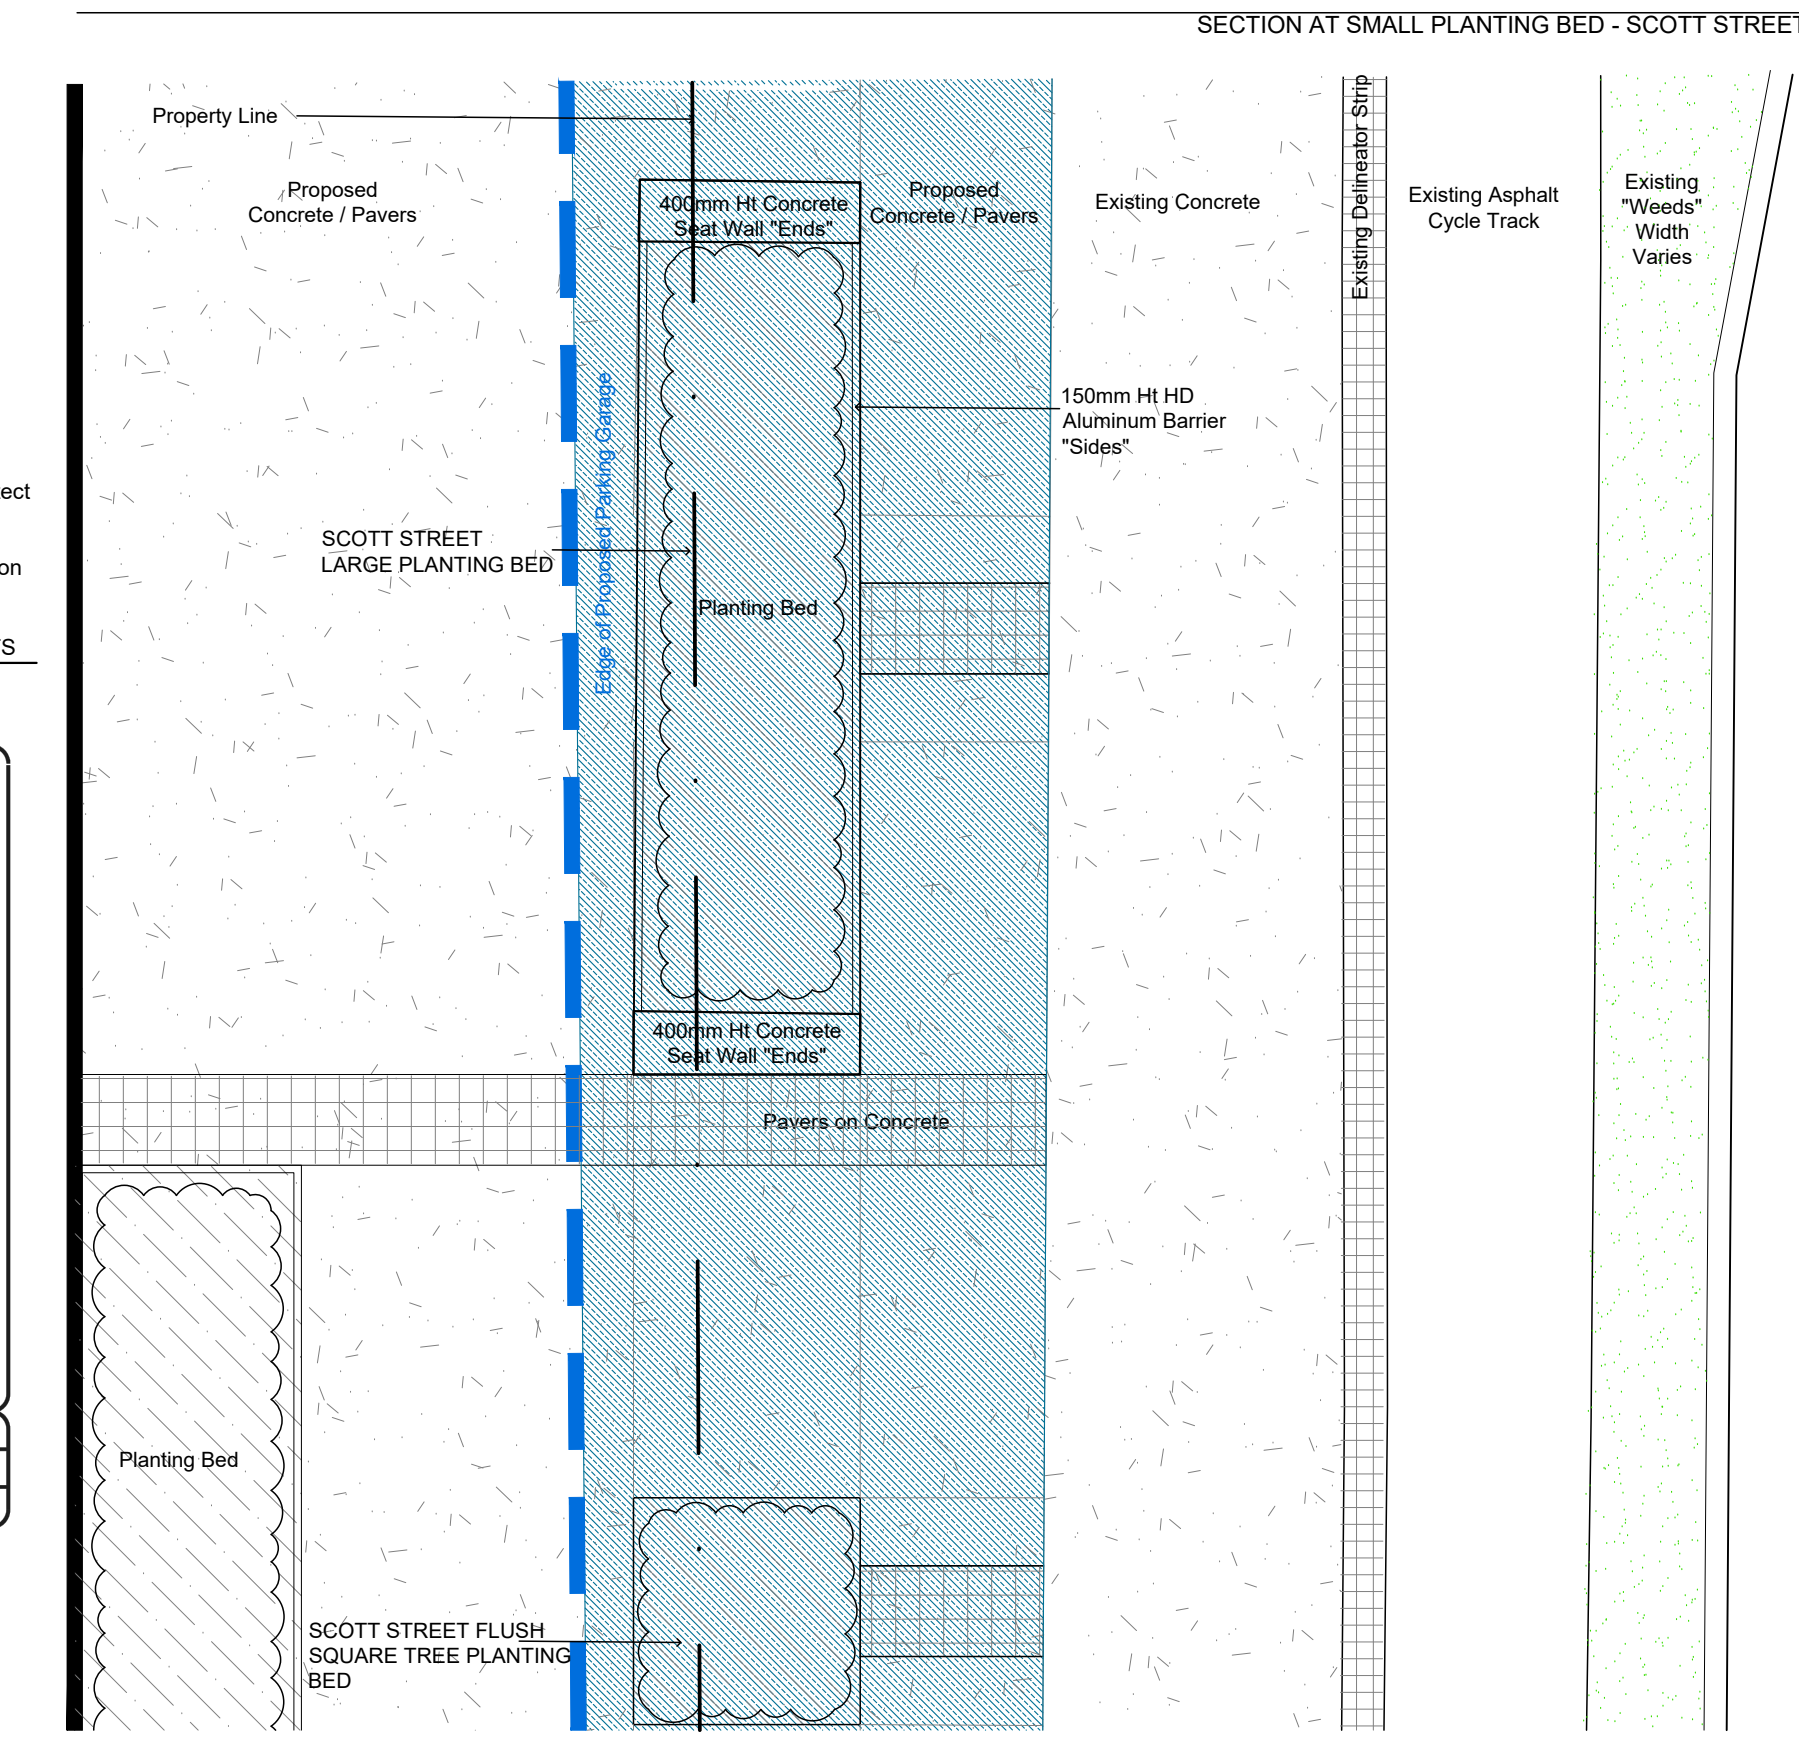 SECTION AT SMALL PLANTING BED - SCOTT STREET
Property Line
Proposed
Concrete / Pavers
400mm Ht Concrete
Seat Wall "Ends"
Proposed
Concrete / Pavers
Existing Concrete
Existing Delineator Strip
Existing Asphalt
Cycle Track
Existing
"Weeds"
Width
Varies
150mm Ht HD
Aluminum Barrier
"Sides"
Edge of Proposed Parking Garage
SCOTT STREET
LARGE PLANTING BED
Planting Bed
400mm Ht Concrete
Seat Wall "Ends"
Pavers on Concrete
Planting Bed
SCOTT STREET FLUSH
SQUARE TREE PLANTING
BED